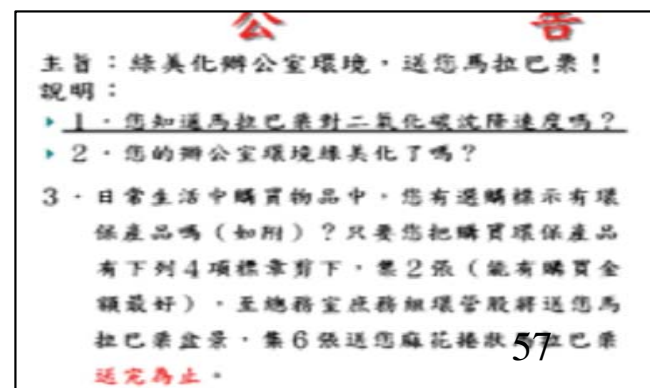 公告
主旨：綠美化辦公室環境，送您馬拉巴栗！
說明：
1．您知道馬拉巴栗對二氧化碳沈降速度嗎？
2．您的辦公室環境綠美化了嗎？
3．日常生活中購買物品中，您有選購標示有環
保產品嗎（如附）？只要您把購買環保產品
有下列4項標章剪下，集2張（能有購買金
額最好），至總務室庶務組環管股將送您馬
拉巴栗盆景，集6張送您麻花捲狀馬拉巴栗
送完為止。
57